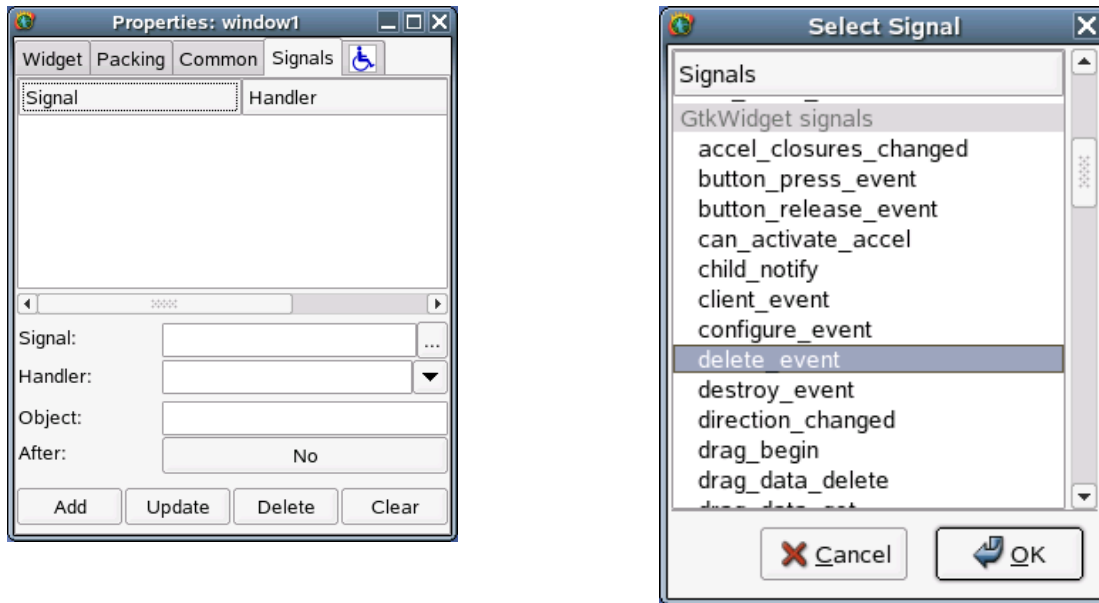 Properties: window1
Widget Packing Common Signals
Signal Handler
Signal: ...
Handler:
Object:
After: No
Add Update Delete Clear
Select Signal
Signals
GtkWidget signals
accel_closures_changed
button_press_event
button_release_event
can_activate_accel
child_notify
client_event
configure_event
delete_event
destroy_event
direction_changed
drag_begin
drag_data_delete
Cancel OK